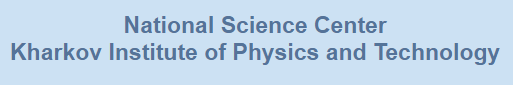 National Science Center
Kharkov Institute of Physics and Technology